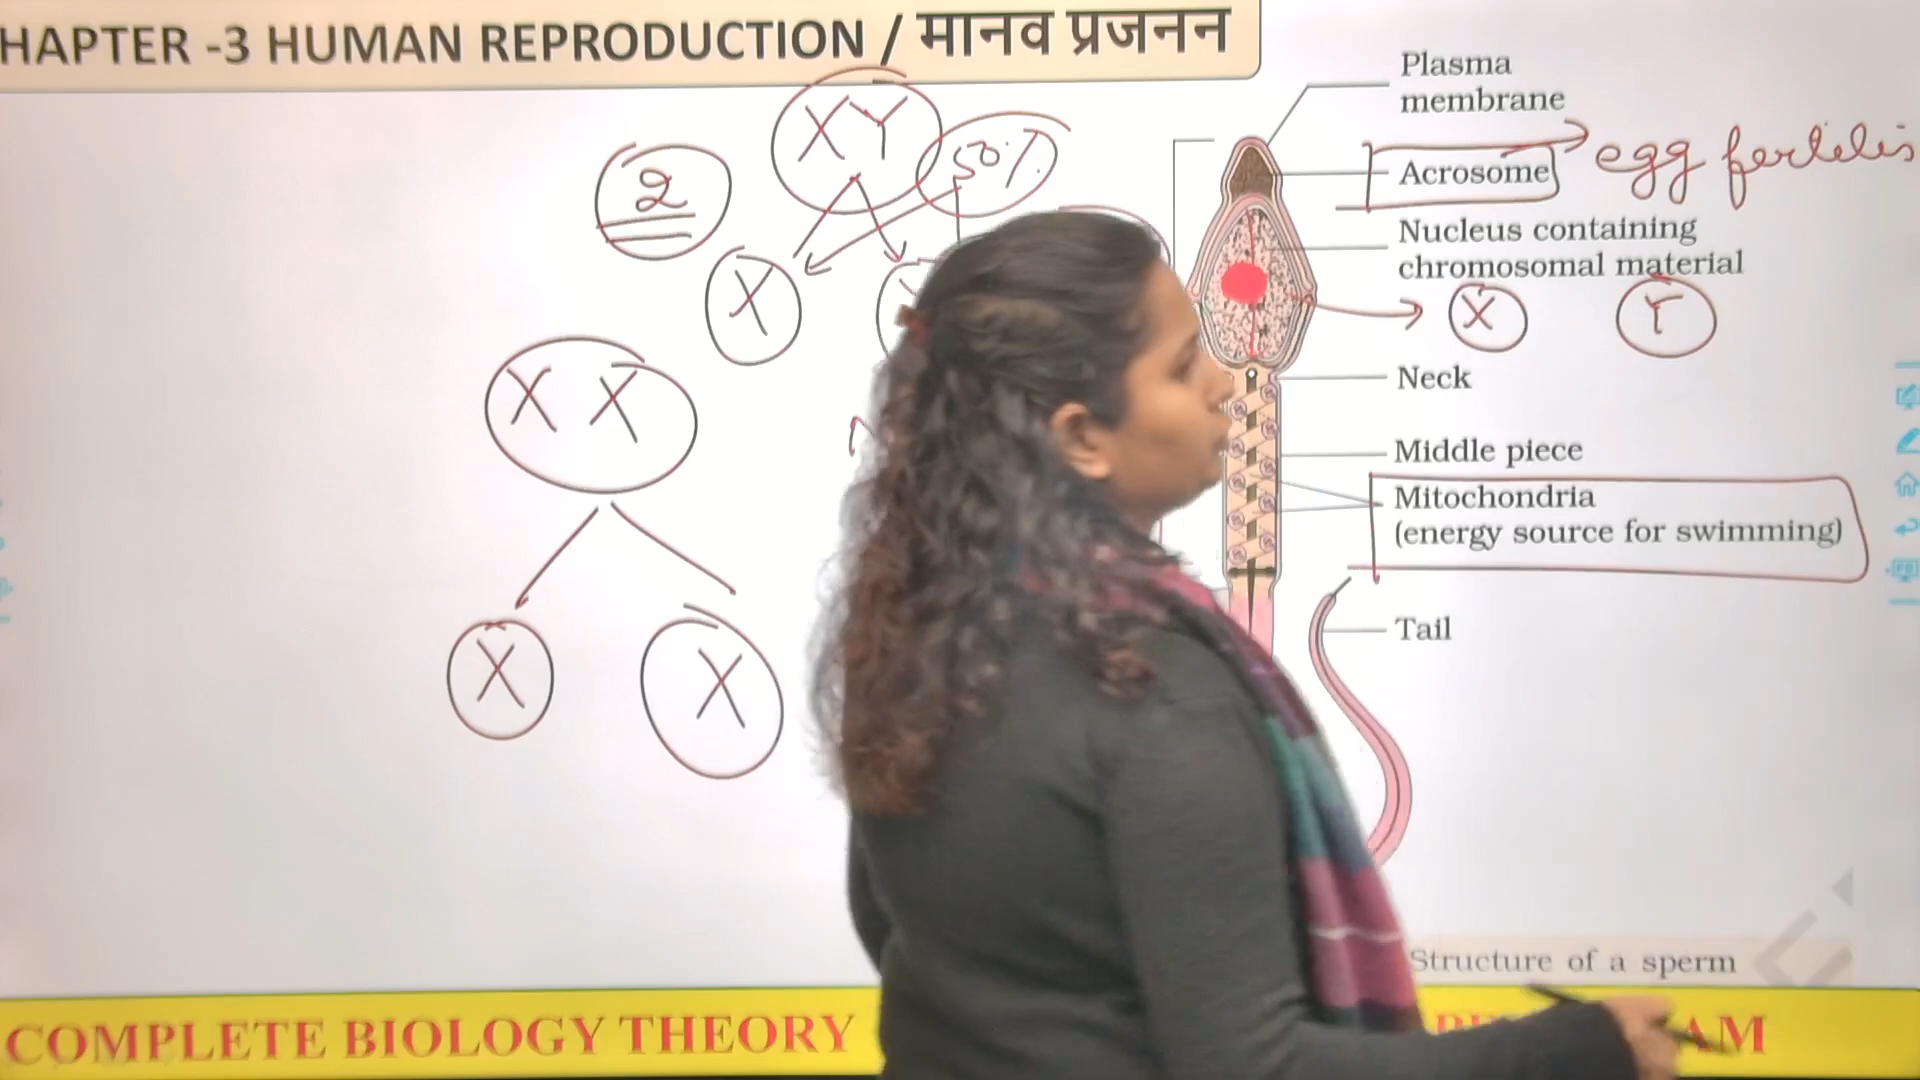 HAPTER -3 HUMAN REPRODUCTION / मानव प्रजनन
XY
50%
2
X
X X
X
X
Plasma
membrane
Acrosome
egg fertilis
Nucleus containing
chromosomal material
X
Y
Neck
Middle piece
Mitochondria
(energy source for swimming)
Tail
Structure of a sperm
COMPLETE BIOLOGY THEORY
AM